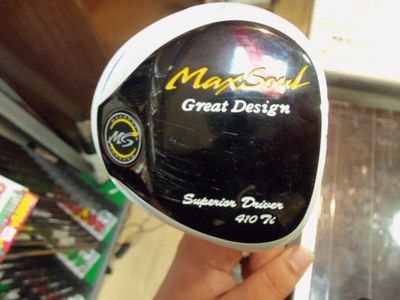 MaxSoul
Great Design
MS
Superior Driver
410 Ti